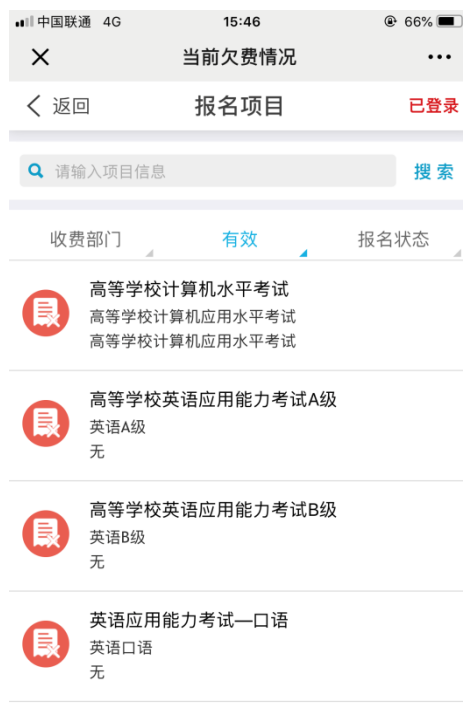 中国联通 4G 15:46 66%
当前欠费情况
返回 报名项目 已登录
请输入项目信息 搜索
收费部门 有效 报名状态
高等学校计算机水平考试
高等学校计算机应用水平考试
高等学校计算机应用水平考试
高等学校英语应用能力考试A级
英语A级
无
高等学校英语应用能力考试B级
英语B级
无
英语应用能力考试—口语
英语口语
无